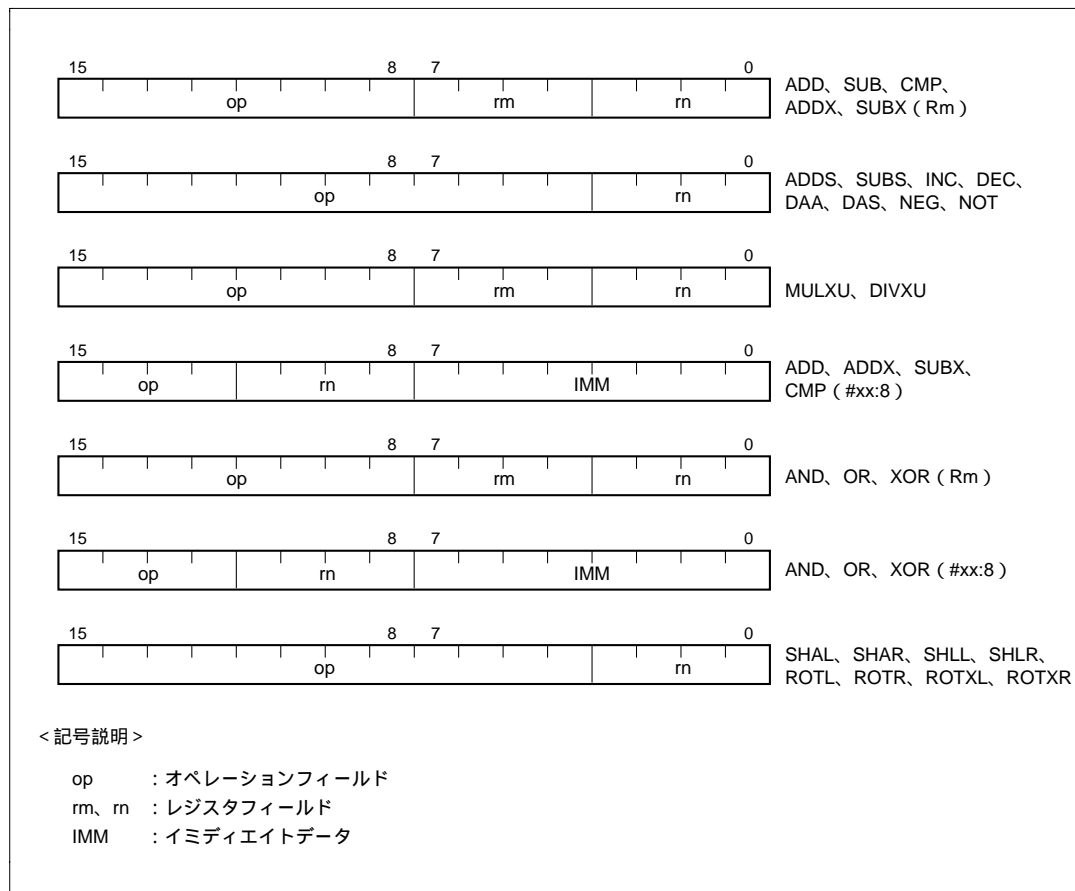 15 8 7 0
op rm rn
ADD、SUB、CMP、
ADDX、SUBX（Rm）
15 8 7 0
op rn
ADDS、SUBS、INC、DEC、
DAA、DAS、NEG、NOT
15 8 7 0
op rm rn
MULXU、DIVXU
15 8 7 0
op rn IMM
ADD、ADDX、SUBX、
CMP（#xx:8）
15 8 7 0
op rm rn
AND、OR、XOR（Rm）
15 8 7 0
op rn IMM
AND、OR、XOR（#xx:8）
15 8 7 0
op rn
SHAL、SHAR、SHLL、SHLR、
ROTL、ROTR、ROTXL、ROTXR
<記号説明>
op ：オペレーションフィールド
rm、rn ：レジスタフィールド
IMM ：イミディエイトデータ